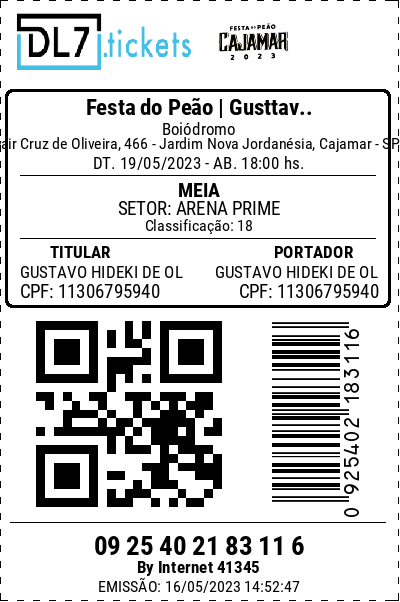 DL7.tickets
FESTA DO PEÃO
CAJAMAR
2023
Festa do Peão | Gusttav..
Boiódromo
air Cruz de Oliveira, 466 - Jardim Nova Jordanésia, Cajamar - SP,
DT. 19/05/2023 - AB. 18:00 hs.
MEIA
SETOR: ARENA PRIME
Classificação: 18
TITULAR
PORTADOR
GUSTAVO HIDEKI DE OL
GUSTAVO HIDEKI DE OL
CPF: 11306795940
CPF: 11306795940
0 925402 183116
09 25 40 21 83 11 6
By Internet 41345
EMISSÃO: 16/05/2023 14:52:47